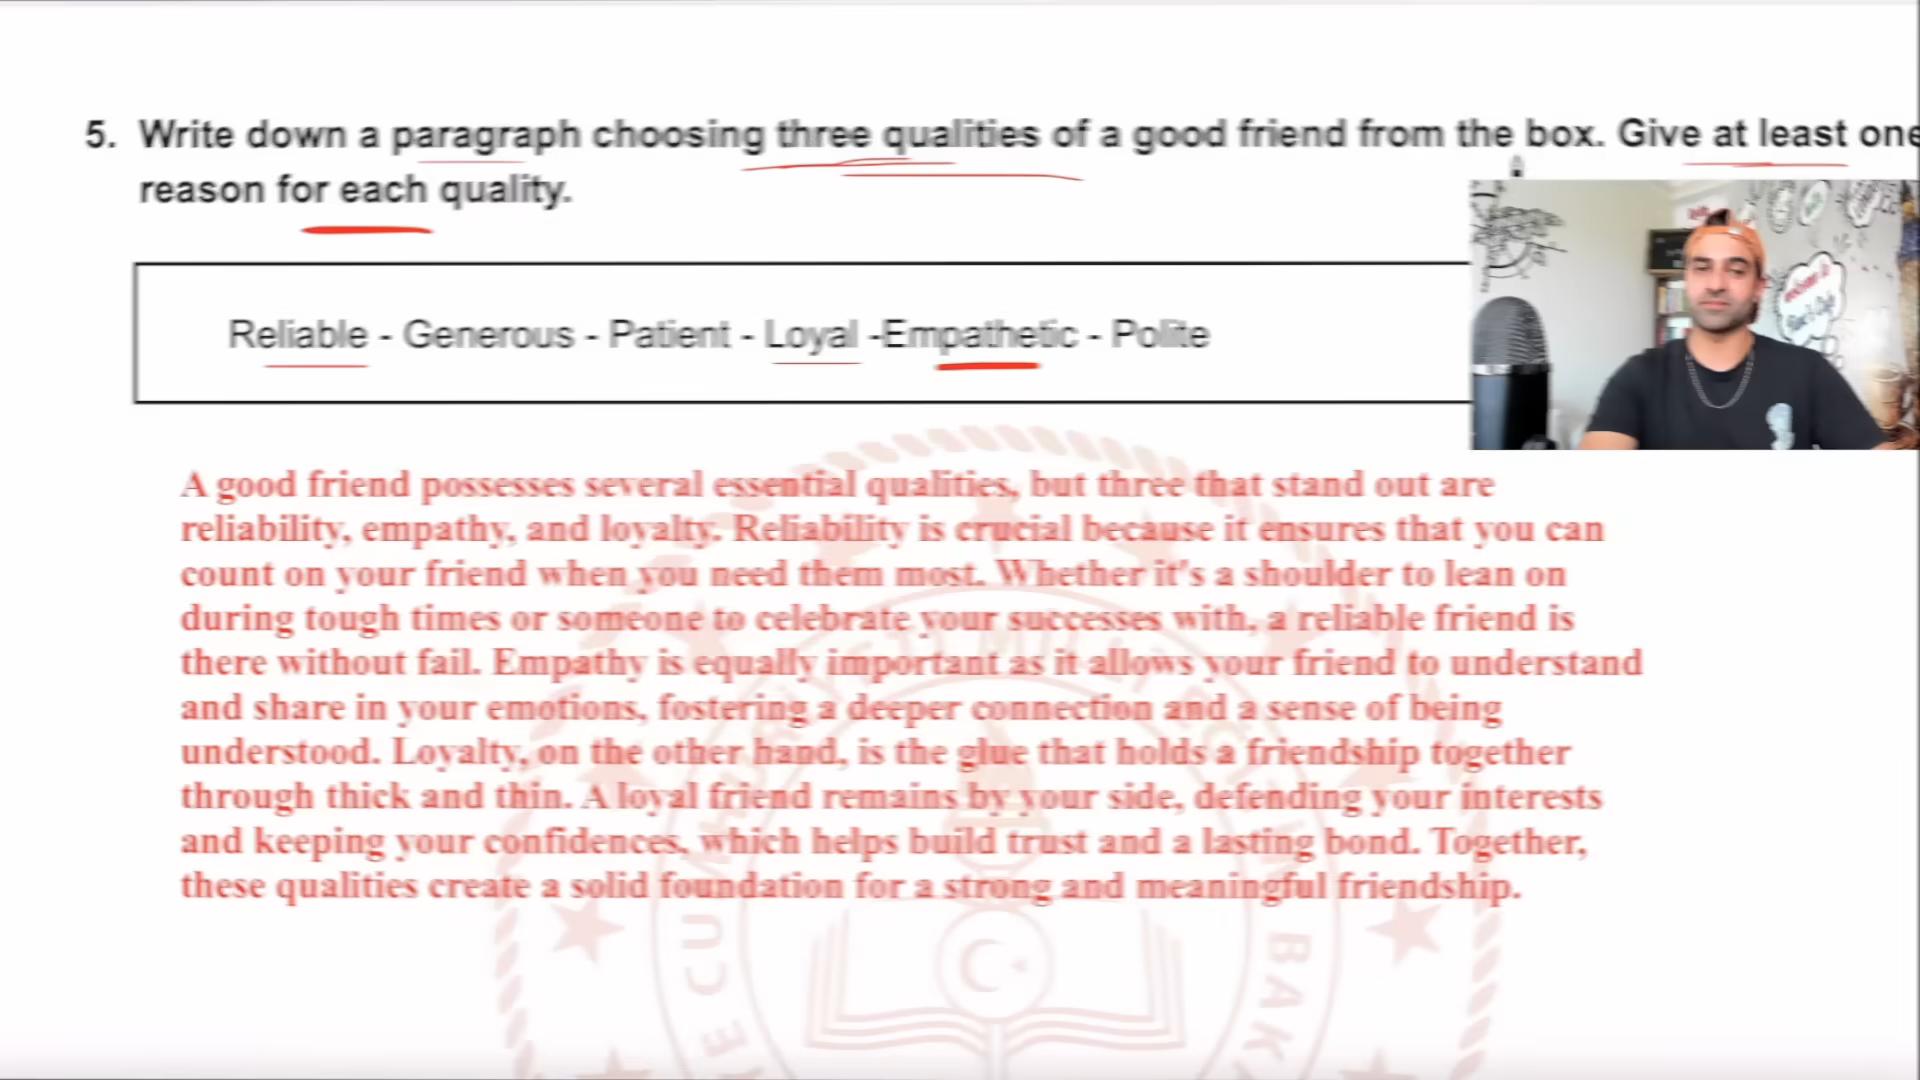 5. Write down a paragraph choosing three qualities of a good friend from the box. Give at least one
reason for each quality.
Reliable - Generous - Patient - Loyal -Empathetic - Polite
A good friend possesses several essential qualities, but three that stand out are
reliability, empathy, and loyalty. Reliability is crucial because it ensures that you can
count on your friend when you need them most. Whether it's a shoulder to lean on
during tough times or someone to celebrate your successes with, a reliable friend is
there without fail. Empathy is equally important as it allows your friend to understand
and share in your emotions, fostering a deeper connection and a sense of being
understood. Loyalty, on the other hand, is the glue that holds a friendship together
through thick and thin. A loyal friend remains by your side, defending your interests
and keeping your confidences, which helps build trust and a lasting bond. Together,
these qualities create a solid foundation for a strong and meaningful friendship.